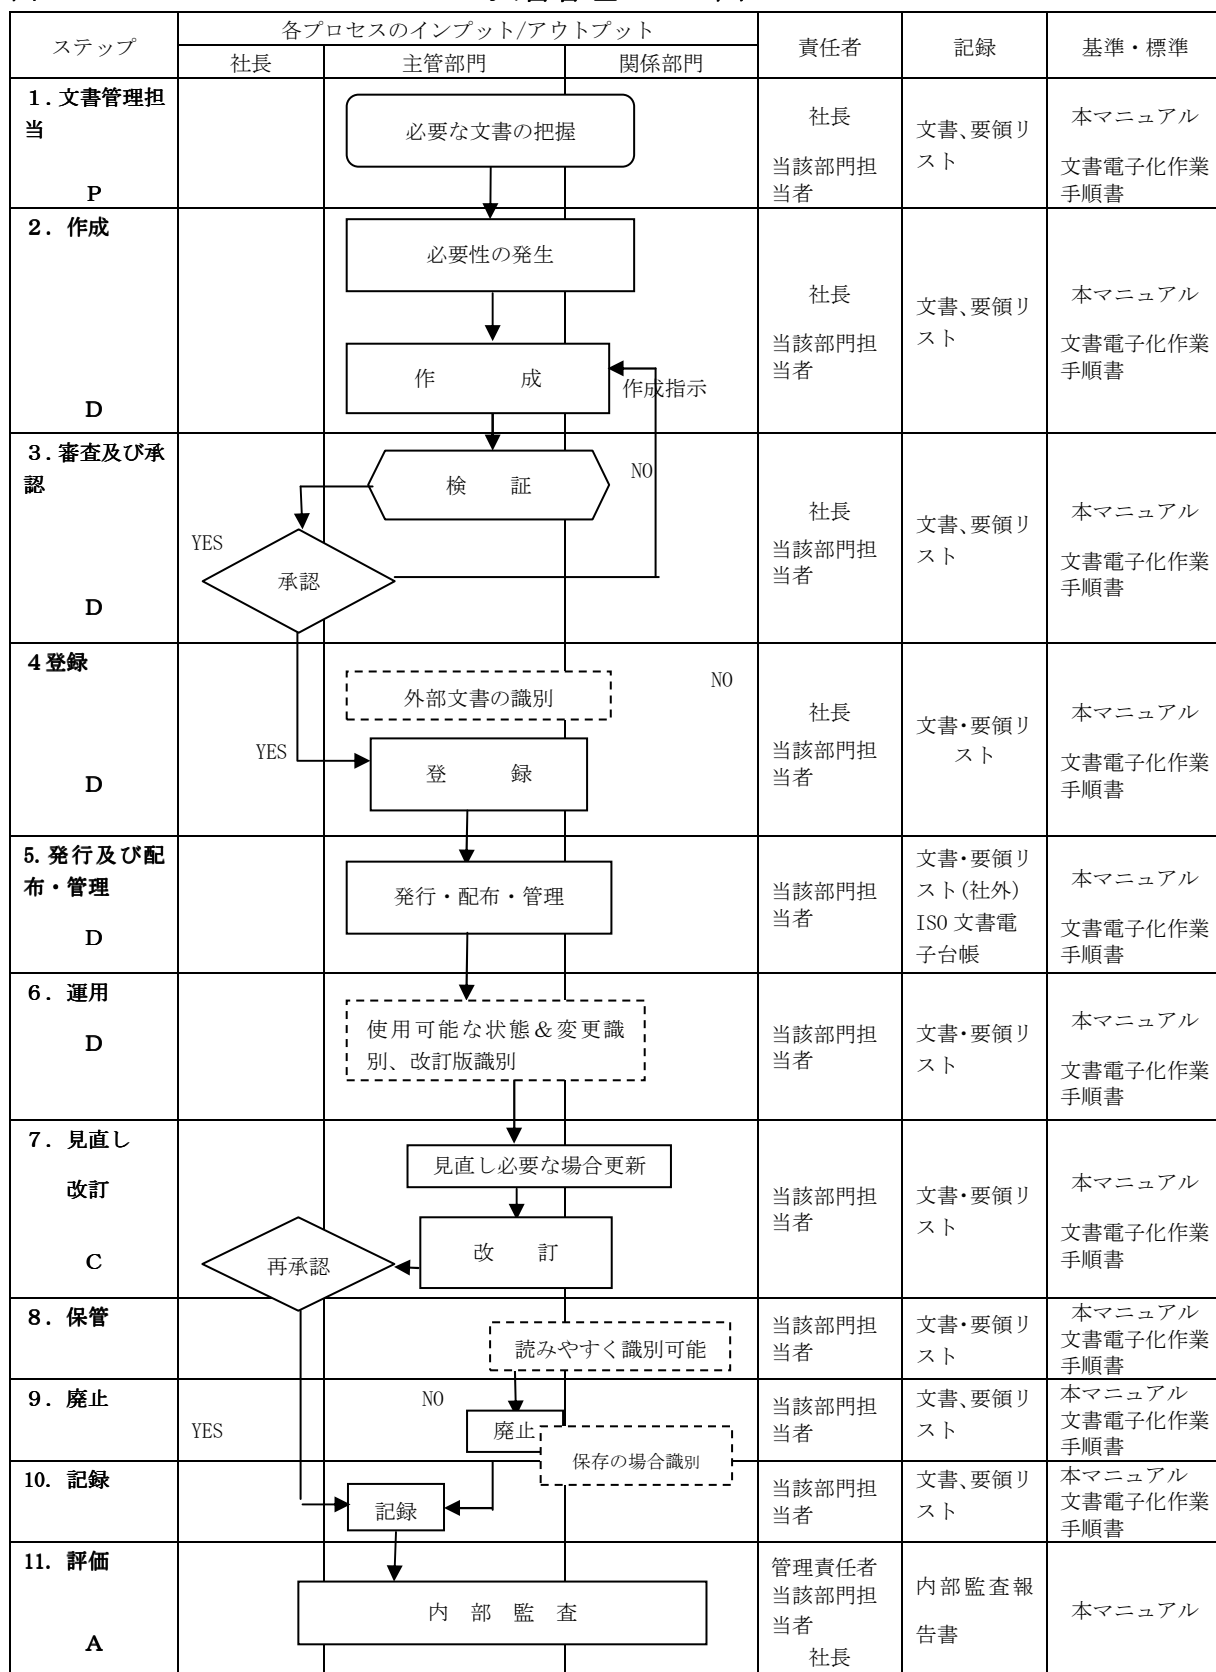 各プロセスのインプット/アウトプット
ステップ
責任者
記録
基準・標準
社長
主管部門
関係部門
１.文書管理担
当
P
必要な文書の把握
社長
当該部門担
当者
文書、要領リ
スト
本マニュアル
文書電子化作業
手順書
２．作成
D
必要性の発生
作　　　　成
作成指示
社長
当該部門担
当者
文書、要領リ
スト
本マニュアル
文書電子化作業
手順書
３.審査及び承
認
D
検　　証
NO
YES
承認
社長
当該部門担
当者
文書、要領リ
スト
本マニュアル
文書電子化作業
手順書
４登録
D
外部文書の識別
NO
YES
登　　　録
社長
当該部門担
当者
文書・要領リ
スト
本マニュアル
文書電子化作業
手順書
5.発行及び配
布・管理
D
発行・配布・管理
当該部門担
当者
文書・要領リ
スト(社外)
ISO 文書電
子台帳
本マニュアル
文書電子化作業
手順書
６．運用
D
使用可能な状態＆変更識
別、改訂版識別
当該部門担
当者
文書・要領リ
スト
本マニュアル
文書電子化作業
手順書
７．見直し
改訂
C
見直し必要な場合更新
改　　訂
再承認
当該部門担
当者
文書・要領リ
スト
本マニュアル
文書電子化作業
手順書
８．保管
読みやすく識別可能
当該部門担
当者
文書・要領リ
スト
本マニュアル
文書電子化作業
手順書
９．廃止
NO
YES
廃止
保存の場合識別
当該部門担
当者
文書、要領リ
スト
本マニュアル
文書電子化作業
手順書
10．記録
記録
当該部門担
当者
文書、要領リ
スト
本マニュアル
文書電子化作業
手順書
11．評価
A
内　部　監　査
管理責任者
当該部門担
当者
社長
内部監査報
告書
本マニュアル